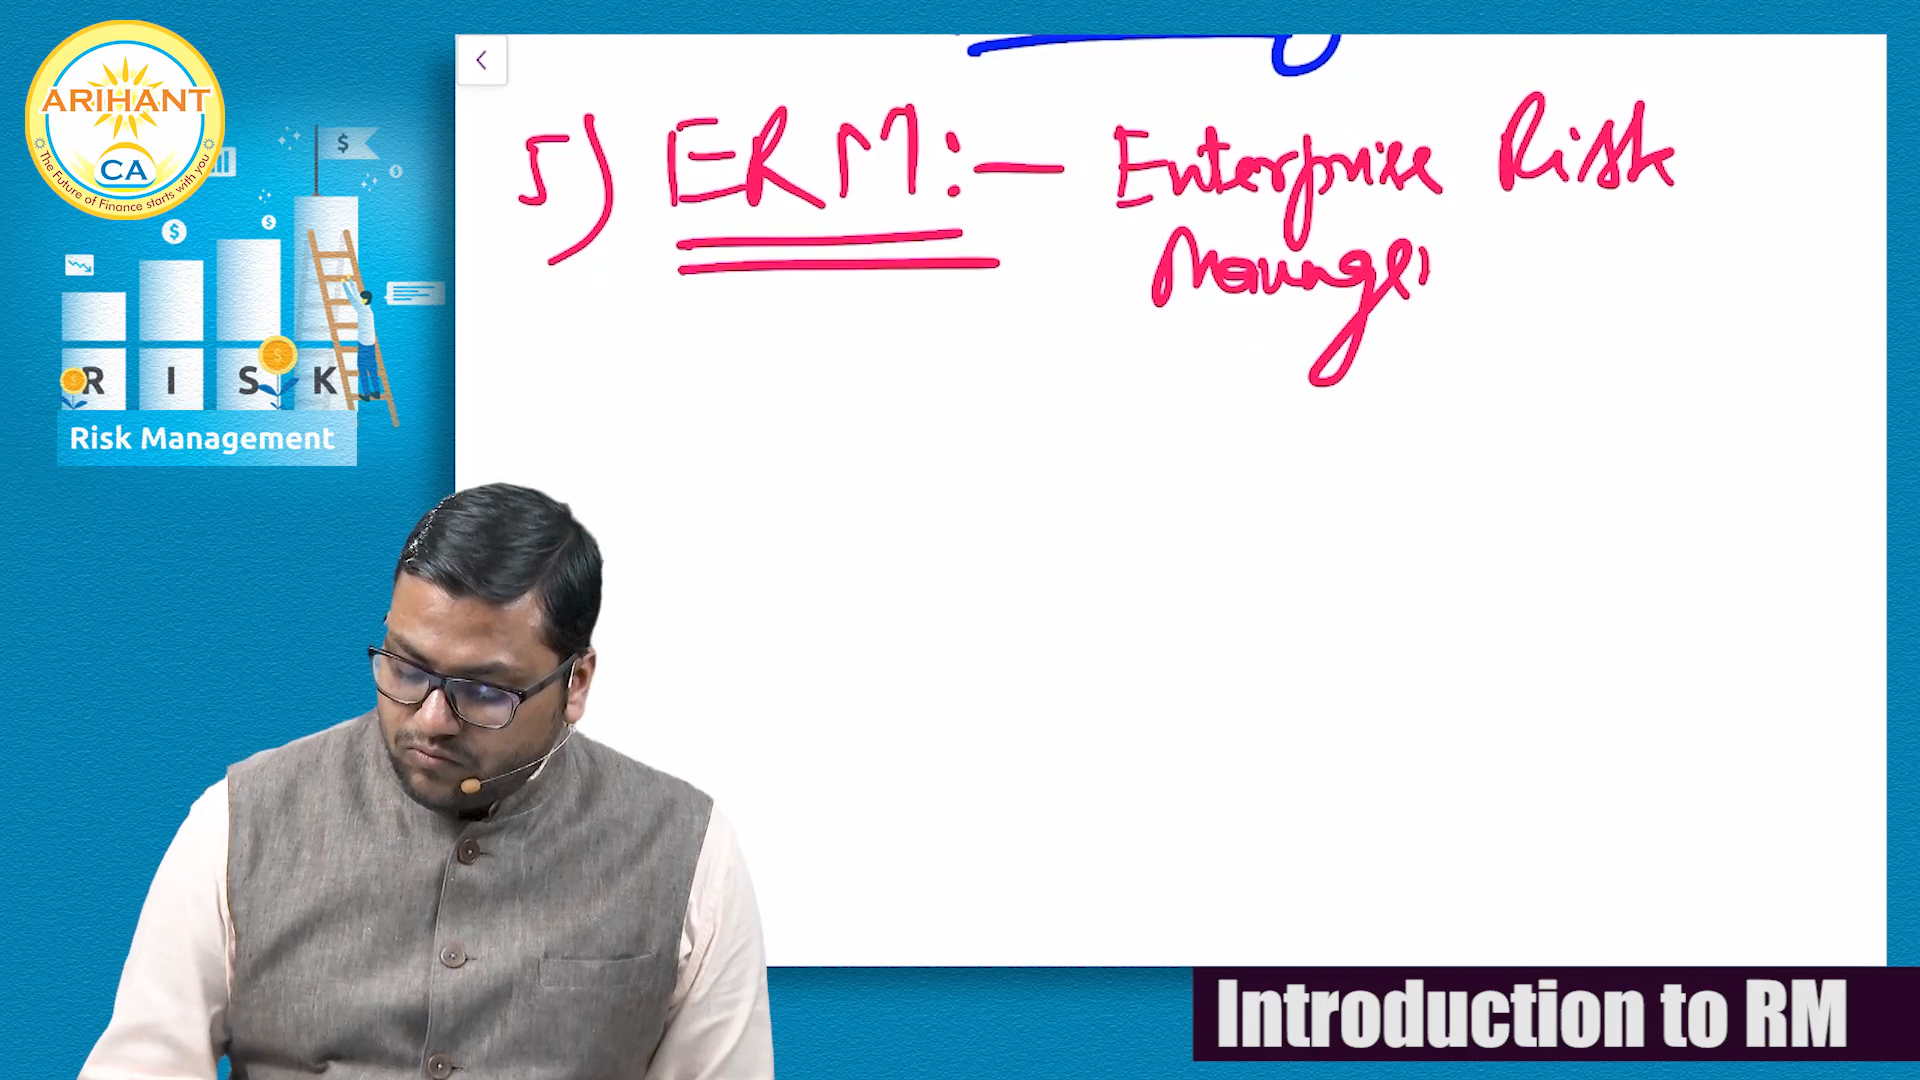 ARIHANT
CA
The Future of Finance starts with you
R I S K
Risk Management
5) ERM:— Enterprise Risk
Manage
Introduction to RM